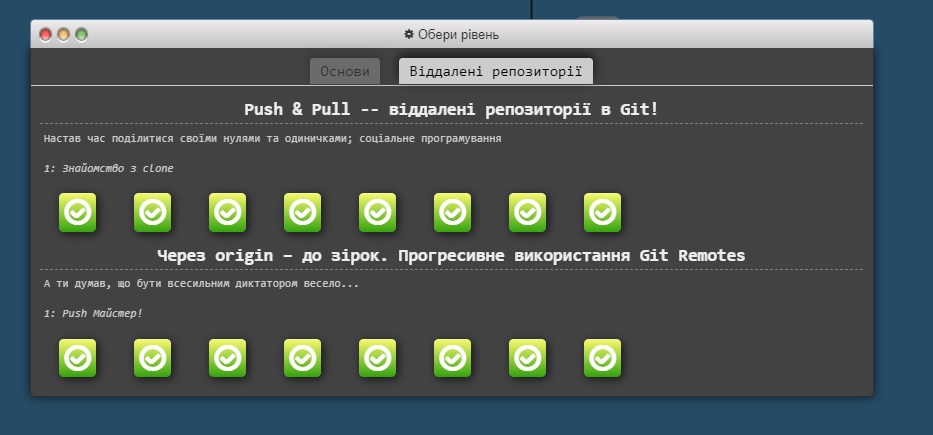 Обери рівень
Основи
Віддалені репозиторії
Push & Pull -- віддалені репозиторії в Git!
Настав час поділитися своїми нулями та одиничками; соціальне програмування
1: Знайомство з clone
Через origin – до зірок. Прогресивне використання Git Remotes
А ти думав, що бути всесильним диктатором весело...
1: Push Майстер!